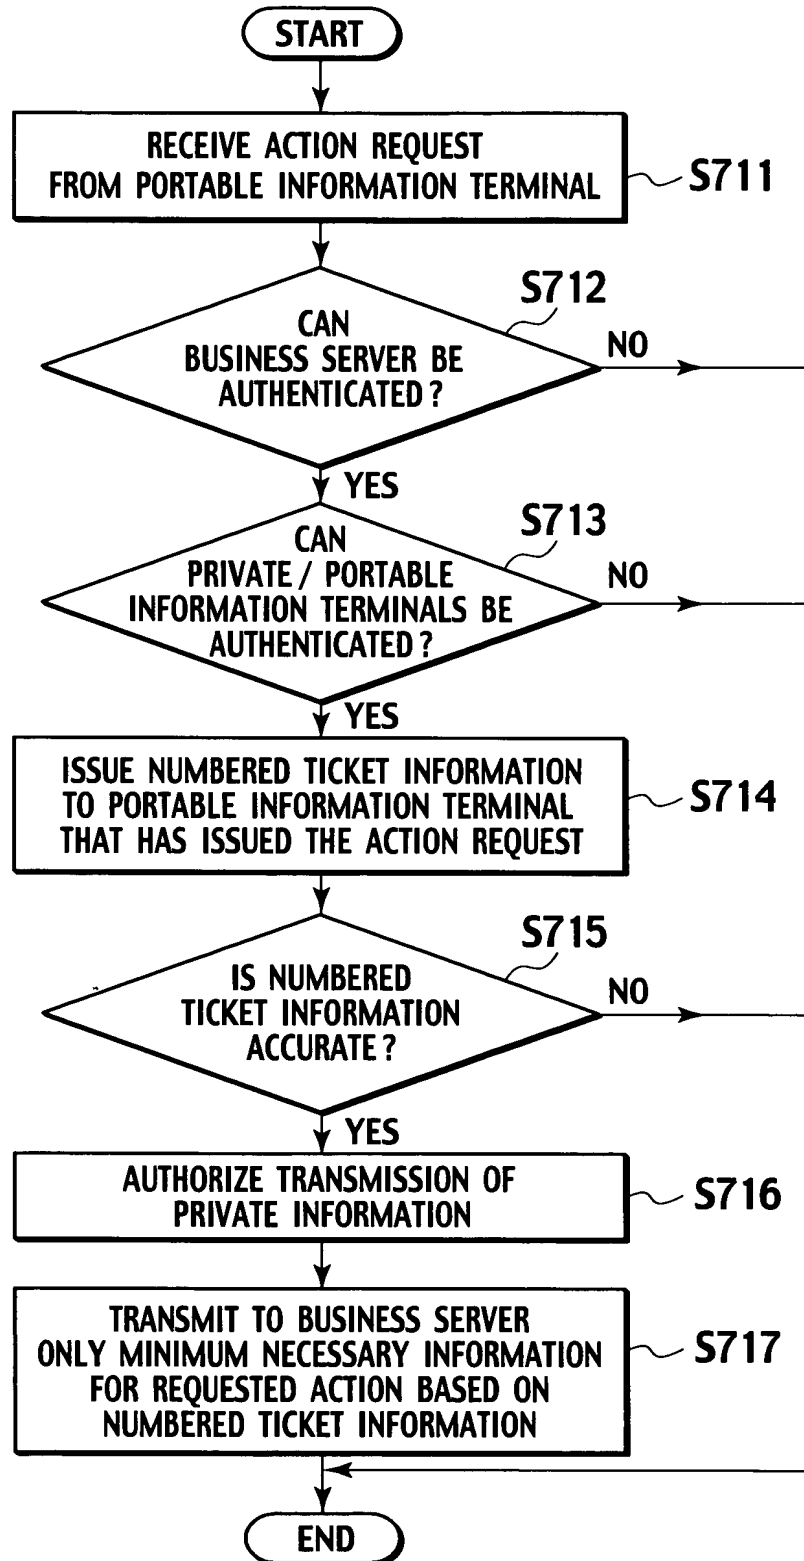 START
RECEIVE ACTION REQUEST
FROM PORTABLE INFORMATION TERMINAL
S711
S712
CAN
BUSINESS SERVER BE
AUTHENTICATED?
NO
YES
S713
CAN
PRIVATE / PORTABLE
INFORMATION TERMINALS BE
AUTHENTICATED?
NO
YES
ISSUE NUMBERED TICKET INFORMATION
TO PORTABLE INFORMATION TERMINAL
THAT HAS ISSUED THE ACTION REQUEST
S714
S715
IS NUMBERED
TICKET INFORMATION
ACCURATE?
NO
YES
AUTHORIZE TRANSMISSION OF
PRIVATE INFORMATION
S716
TRANSMIT TO BUSINESS SERVER
ONLY MINIMUM NECESSARY INFORMATION
FOR REQUESTED ACTION BASED ON
NUMBERED TICKET INFORMATION
S717
END